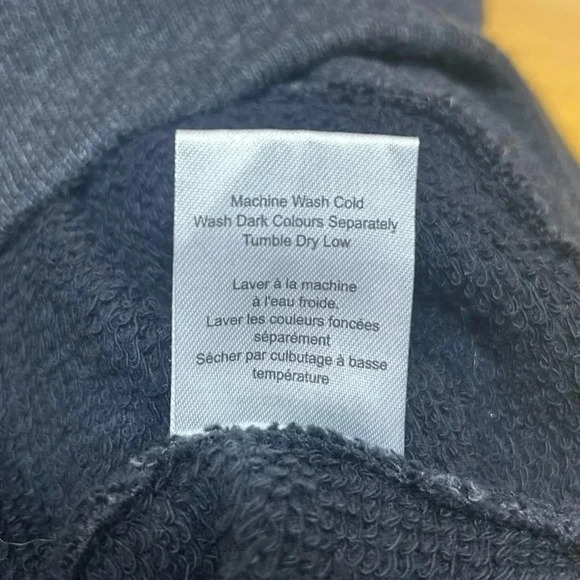 Machine Wash Cold
Wash Dark Colours Separately
Tumble Dry Low
Laver à la machine
à l'eau froide.
Laver les couleurs foncées
séparément
Sécher par culbutage à basse
température